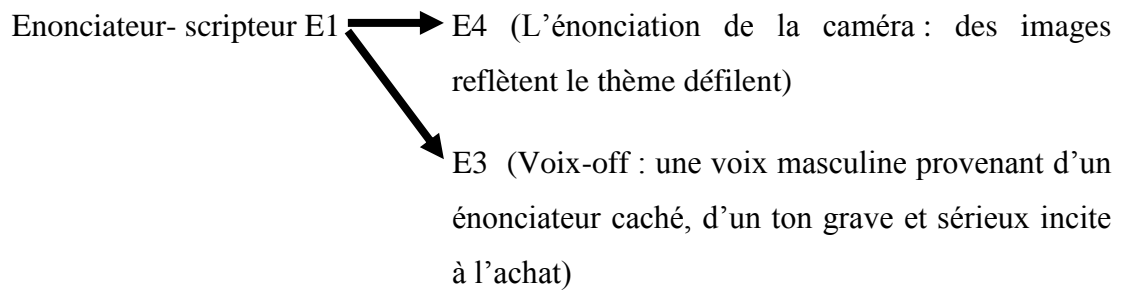 Enonciateur- scripteur E1 E4 (L’énonciation de la caméra : des images
reflètent le thème défilent)
E3 (Voix-off : une voix masculine provenant d’un
énonciateur caché, d’un ton grave et sérieux incite
à l’achat)